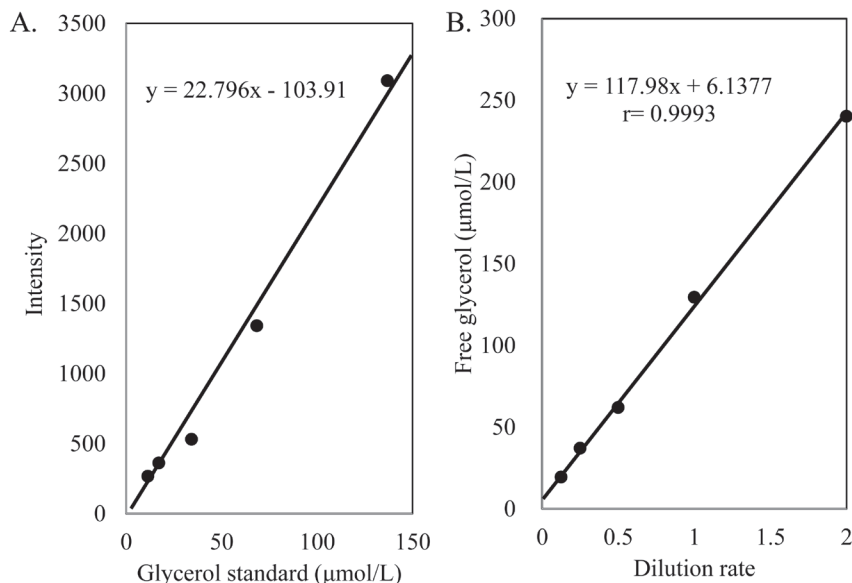 A.
3500
3000
2500
2000
1500
1000
500
0
Intensity
y = 22.796x - 103.91
0 50 100 150
Glycerol standard (μmol/L)
B.
300
250
200
150
100
50
0
Free glycerol (μmol/L)
y = 117.98x + 6.1377
r= 0.9993
0 0.5 1 1.5 2
Dilution rate